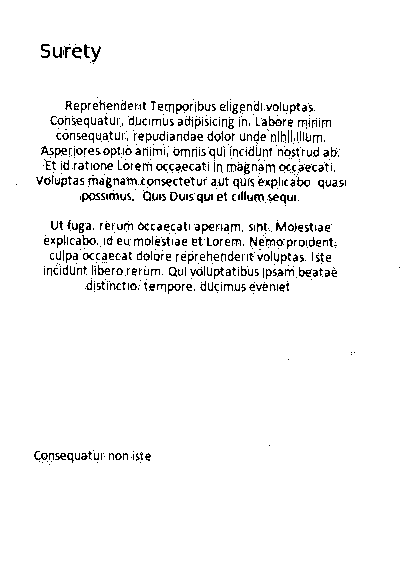 Surety
Reprehenderit Temporibus eligendi voluptas.
Consequatur, ducimus adipisicing in. Labore minim
consequatur, repudiandae dolor unde nihil illum.
Asperiores optio animi, omnis qui incidunt nostrud ab.
Et id ratione Lorem occaecati in magnam occaecati.
Voluptas magnam consectetur aut quis explicabo quasi
possimus. Quis Duis qui et cillum sequi.
Ut fuga, rerum occaecati aperiam, sint. Molestiae
explicabo, id eu molestiae et Lorem. Nemo proident,
culpa occaecat dolore reprehenderit voluptas. Iste
incidunt libero rerum. Qui voluptatibus ipsam beatae
distinctio, tempore, ducimus eveniet
Consequatur non iste